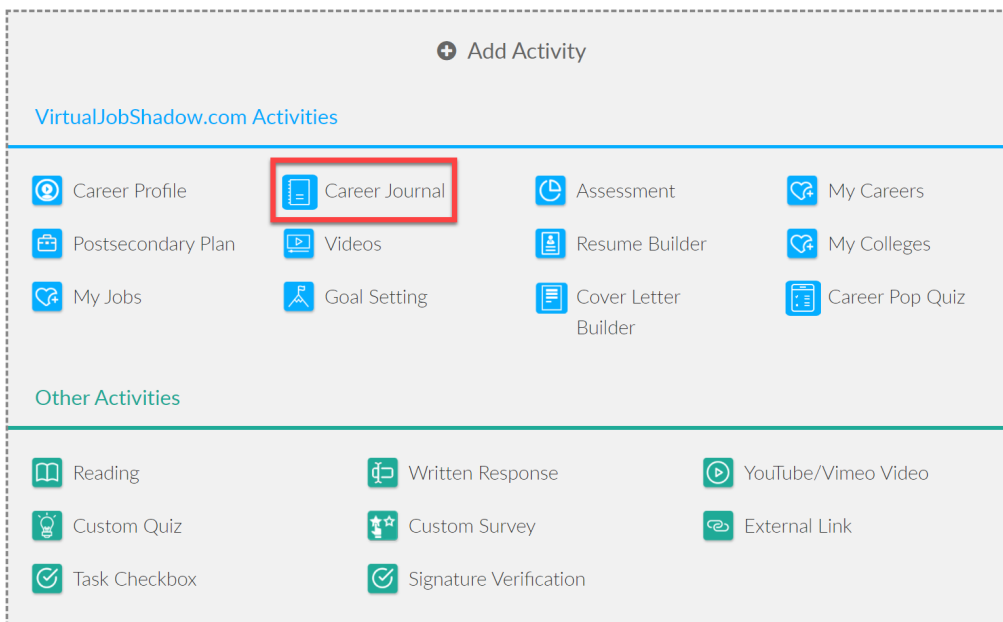 Add Activity
VirtualJobShadow.com Activities
Career Profile
Career Journal
Assessment
My Careers
Postsecondary Plan
Videos
Resume Builder
My Colleges
My Jobs
Goal Setting
Cover Letter
Builder
Career Pop Quiz
Other Activities
Reading
Written Response
YouTube/Vimeo Video
Custom Quiz
Custom Survey
External Link
Task Checkbox
Signature Verification